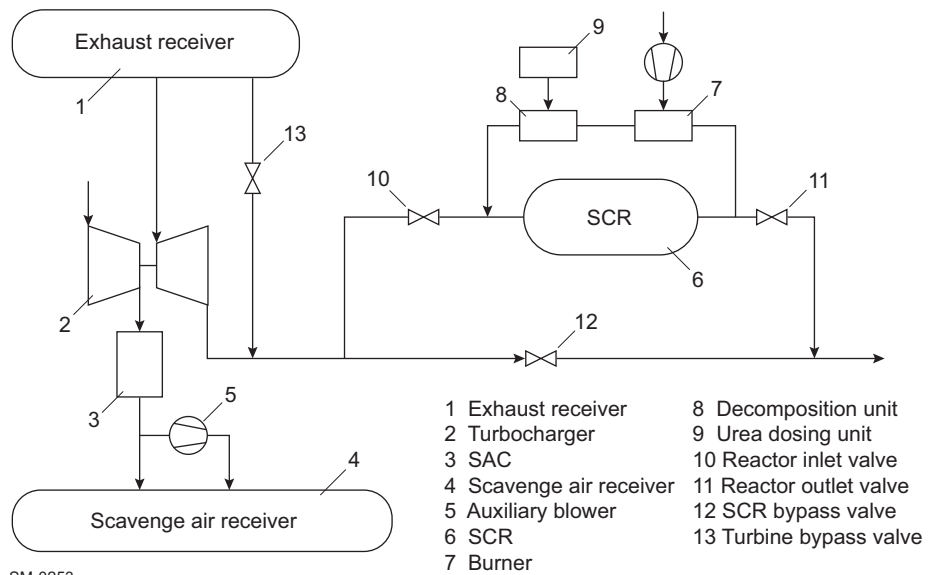 Exhaust receiver
1
13
9
8
7
10
11
SCR
6
2
12
3
5
4
Scavenge air receiver
1 Exhaust receiver
2 Turbocharger
3 SAC
4 Scavenge air receiver
5 Auxiliary blower
6 SCR
7 Burner
8 Decomposition unit
9 Urea dosing unit
10 Reactor inlet valve
11 Reactor outlet valve
12 SCR bypass valve
13 Turbine bypass valve